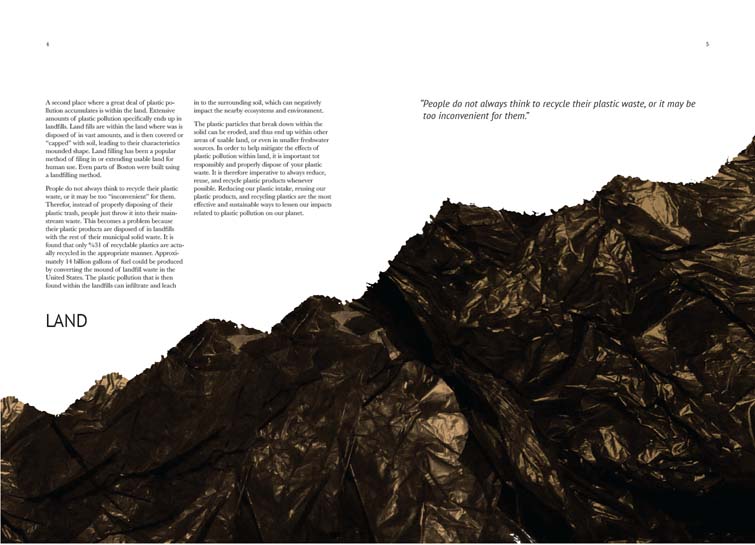 4
A second place where a great deal of plastic po-
llution accumulates is within the land. Extensive
amounts of plastic pollution specifically ends up in
landfills. Land fills are within the land where was is
disposed of in vast amounts, and is then covered or
“capped” with soil, leading to their characteristics
mounded shape. Land filling has been a popular
method of filing in or extending usable land for
human use. Even parts of Boston were built using
a landfilling method.
People do not always think to recycle their plastic
waste, or it may be too “inconvenient” for them.
Therefor, instead of properly disposing of their
plastic trash, people just throw it into their main-
stream waste. This becomes a problem because
their plastic products are disposed of in landfills
with the rest of their municipal solid waste. It is
found that only %31 of recyclable plastics are actu-
ally recycled in the appropriate manner. Approxi-
mately 14 billion gallons of fuel could be produced
by converting the mound of landfill waste in the
United States. The plastic pollution that is then
found within the landfills can infiltrate and leach
in to the surrounding soil, which can negatively
impact the nearby ecosystems and environment.
The plastic particles that break down within the
solid can be eroded, and thus end up within other
areas of usable land, or even in smaller freshwater
sources. In order to help mitigate the effects of
plastic pollution within land, it is important tot
responsibly and properly dispose of your plastic
waste. It is therefore imperative to always reduce,
reuse, and recycle plastic products whenever
possible. Reducing our plastic intake, reusing our
plastic products, and recycling plastics are the most
effective and sustainable ways to lessen our impacts
related to plastic pollution on our planet.
LAND
5
“People do not always think to recycle their plastic waste, or it may be
too inconvenient for them.”